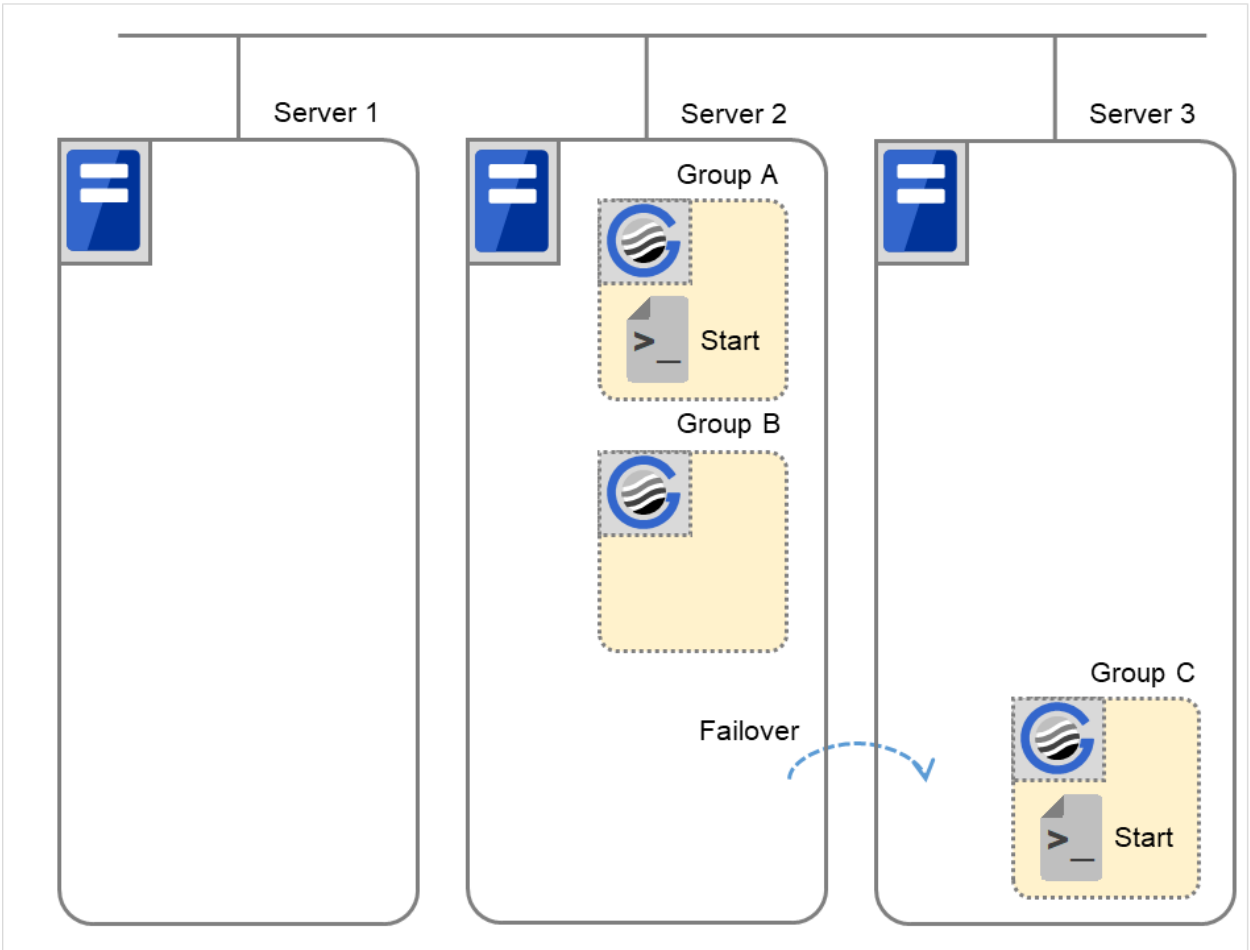 Server 1
Server 2
Server 3
Group A
>_ Start
Group B
Group C
Failover
>_ Start